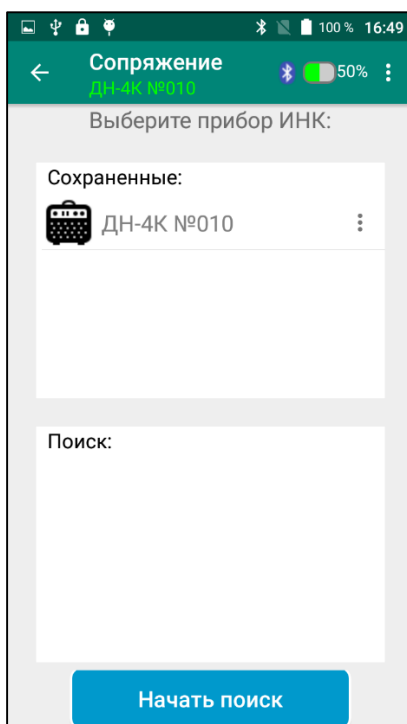 100 % 16:49
Сопряжение
ДН-4К №010
50%
Выберите прибор ИНК:
Сохраненные:
ДН-4К №010
Поиск:
Начать поиск